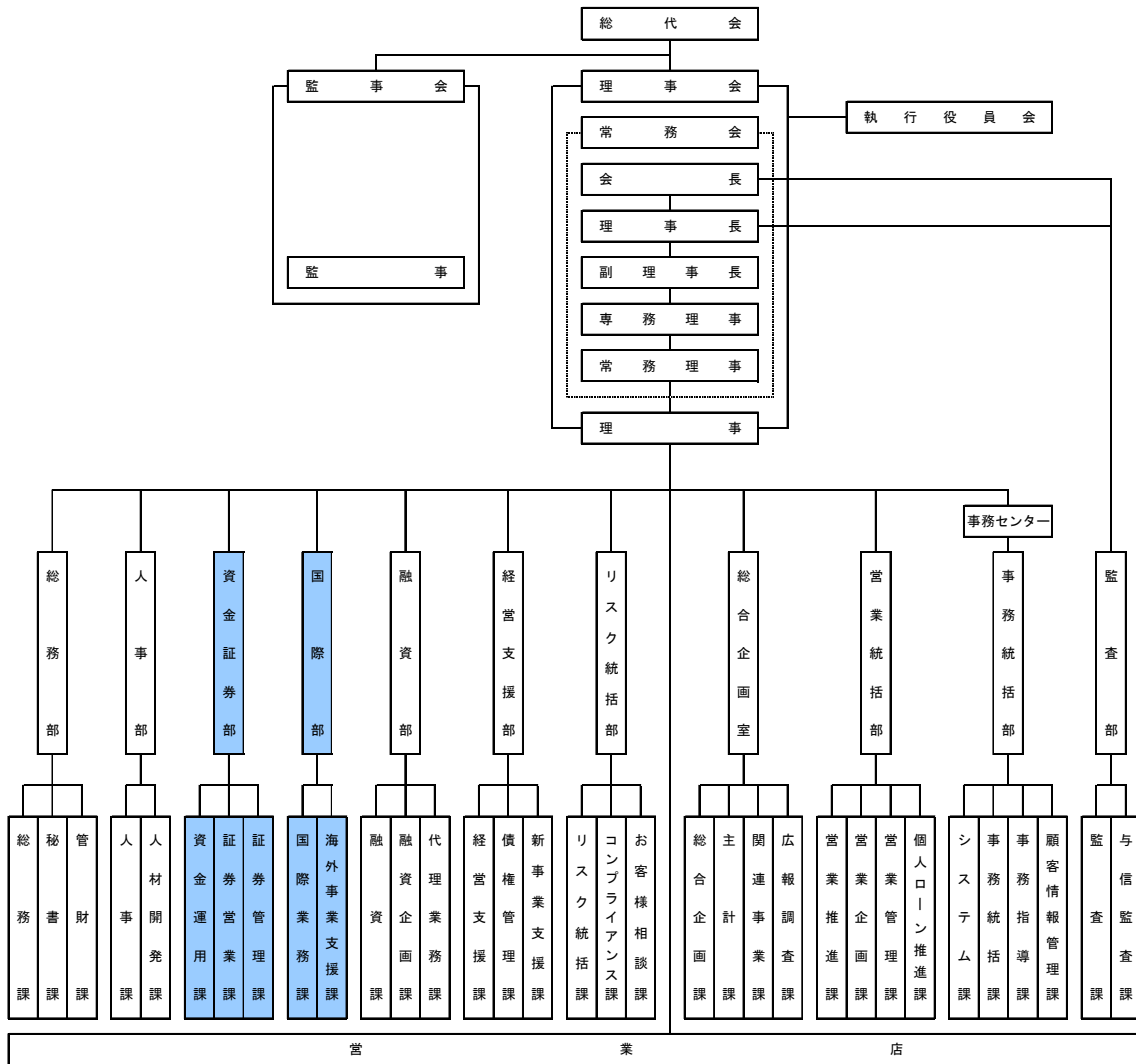 総代会
監事会
理事会
執行役員会
常務会
会長
理事長
副理事長
監事
専務理事
常務理事
理事
事務センター
総務部
人事部
資金証券部
国際部
融資部
経営支援部
リスク統括部
総合企画室
営業統括部
事務統括部
監査部
総務課
秘書課
管財課
人事課
人材開発課
資金運用課
証券営業課
証券管理課
国際業務課
海外事業支援課
融資課
融資企画課
代理業務課
経営支援課
債権管理課
新事業支援課
リスク統括課
コンプライアンス課
お客様相談課
総合企画課
主計課
関連事業課
広報調査課
営業推進課
営業企画課
営業管理課
個人ローン推進課
システム課
事務統括課
事務指導課
顧客情報管理課
監査課
与信監査課
営業店